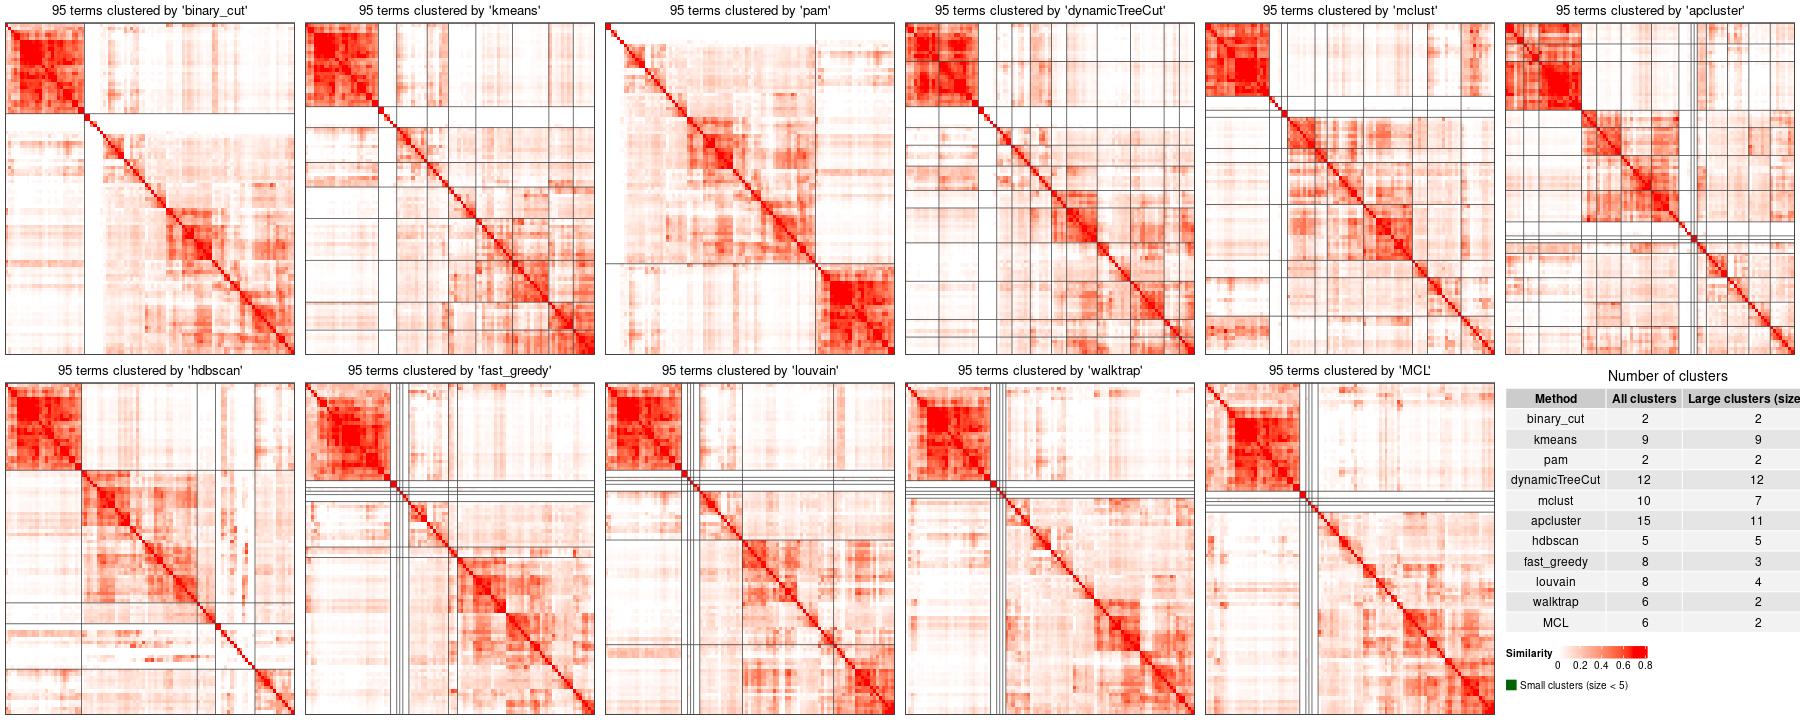 95 terms clustered by 'binary_cut'
95 terms clustered by 'kmeans'
95 terms clustered by 'pam'
95 terms clustered by 'dynamicTreeCut'
95 terms clustered by 'mclust'
95 terms clustered by 'apcluster'
95 terms clustered by 'hdbscan'
95 terms clustered by 'fast_greedy'
95 terms clustered by 'louvain'
95 terms clustered by 'walktrap'
95 terms clustered by 'MCL'
Number of clusters
Method All clusters Large clusters (size
binary_cut 2 2
kmeans 9 9
pam 2 2
dynamicTreeCut 12 12
mclust 10 7
apcluster 15 11
hdbscan 5 5
fast_greedy 8 3
louvain 8 4
walktrap 6 2
MCL 6 2
Similarity
0 0.2 0.4 0.6 0.8
Small clusters (size < 5)